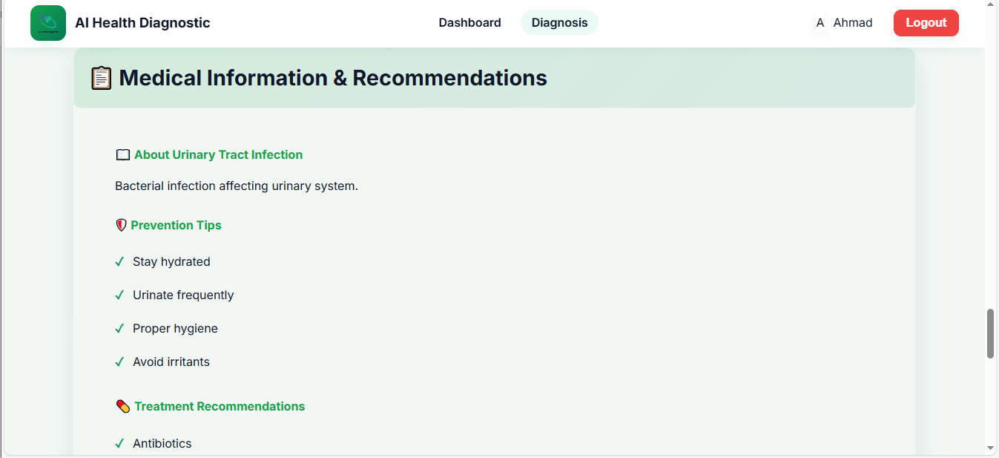 AI Health Diagnostic
Dashboard
Diagnosis
A
Ahmad
Logout
Medical Information & Recommendations
About Urinary Tract Infection
Bacterial infection affecting urinary system.
Prevention Tips
✓ Stay hydrated
✓ Urinate frequently
✓ Proper hygiene
✓ Avoid irritants
Treatment Recommendations
✓ Antibiotics